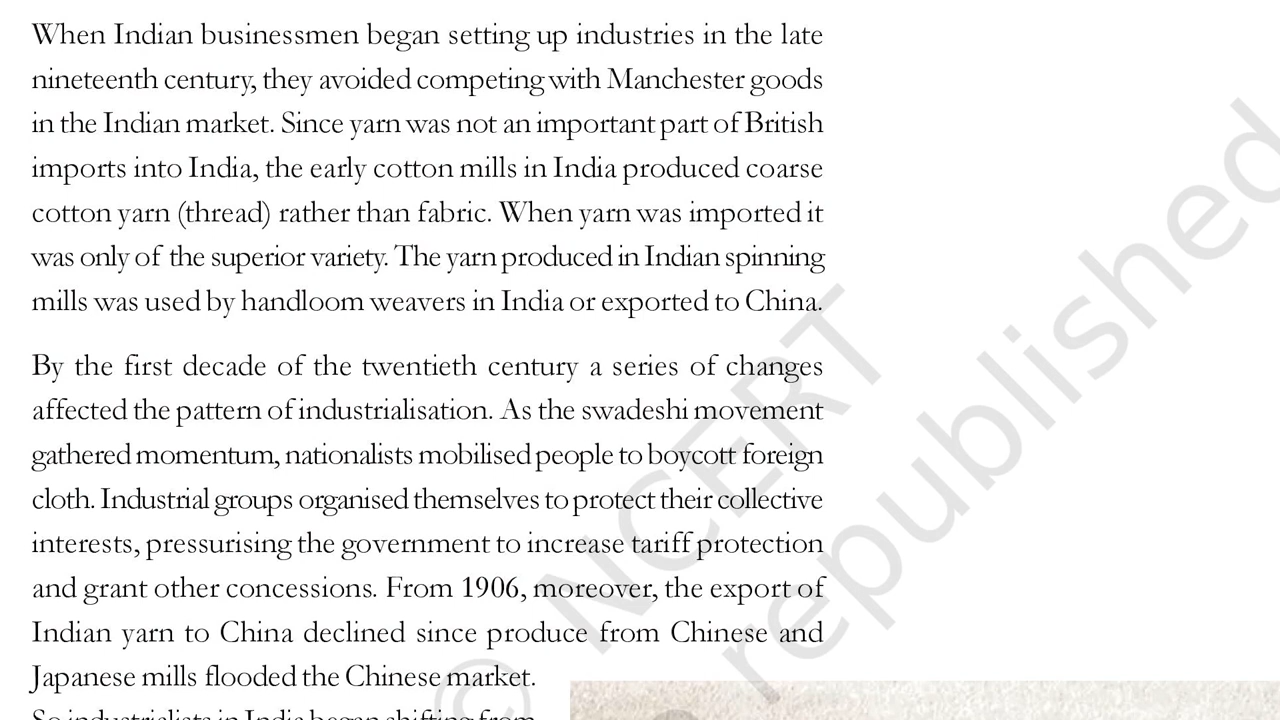 When Indian businessmen began setting up industries in the late
nineteenth century, they avoided competing with Manchester goods
in the Indian market. Since yarn was not an important part of British
imports into India, the early cotton mills in India produced coarse
cotton yarn (thread) rather than fabric. When yarn was imported it
was only of the superior variety. The yarn produced in Indian spinning
mills was used by handloom weavers in India or exported to China.
By the first decade of the twentieth century a series of changes
affected the pattern of industrialisation. As the swadeshi movement
gathered momentum, nationalists mobilised people to boycott foreign
cloth. Industrial groups organised themselves to protect their collective
interests, pressurising the government to increase tariff protection
and grant other concessions. From 1906, moreover, the export of
Indian yarn to China declined since produce from Chinese and
Japanese mills flooded the Chinese market.
So industrialists in India began shifting from
© NCERT
republished